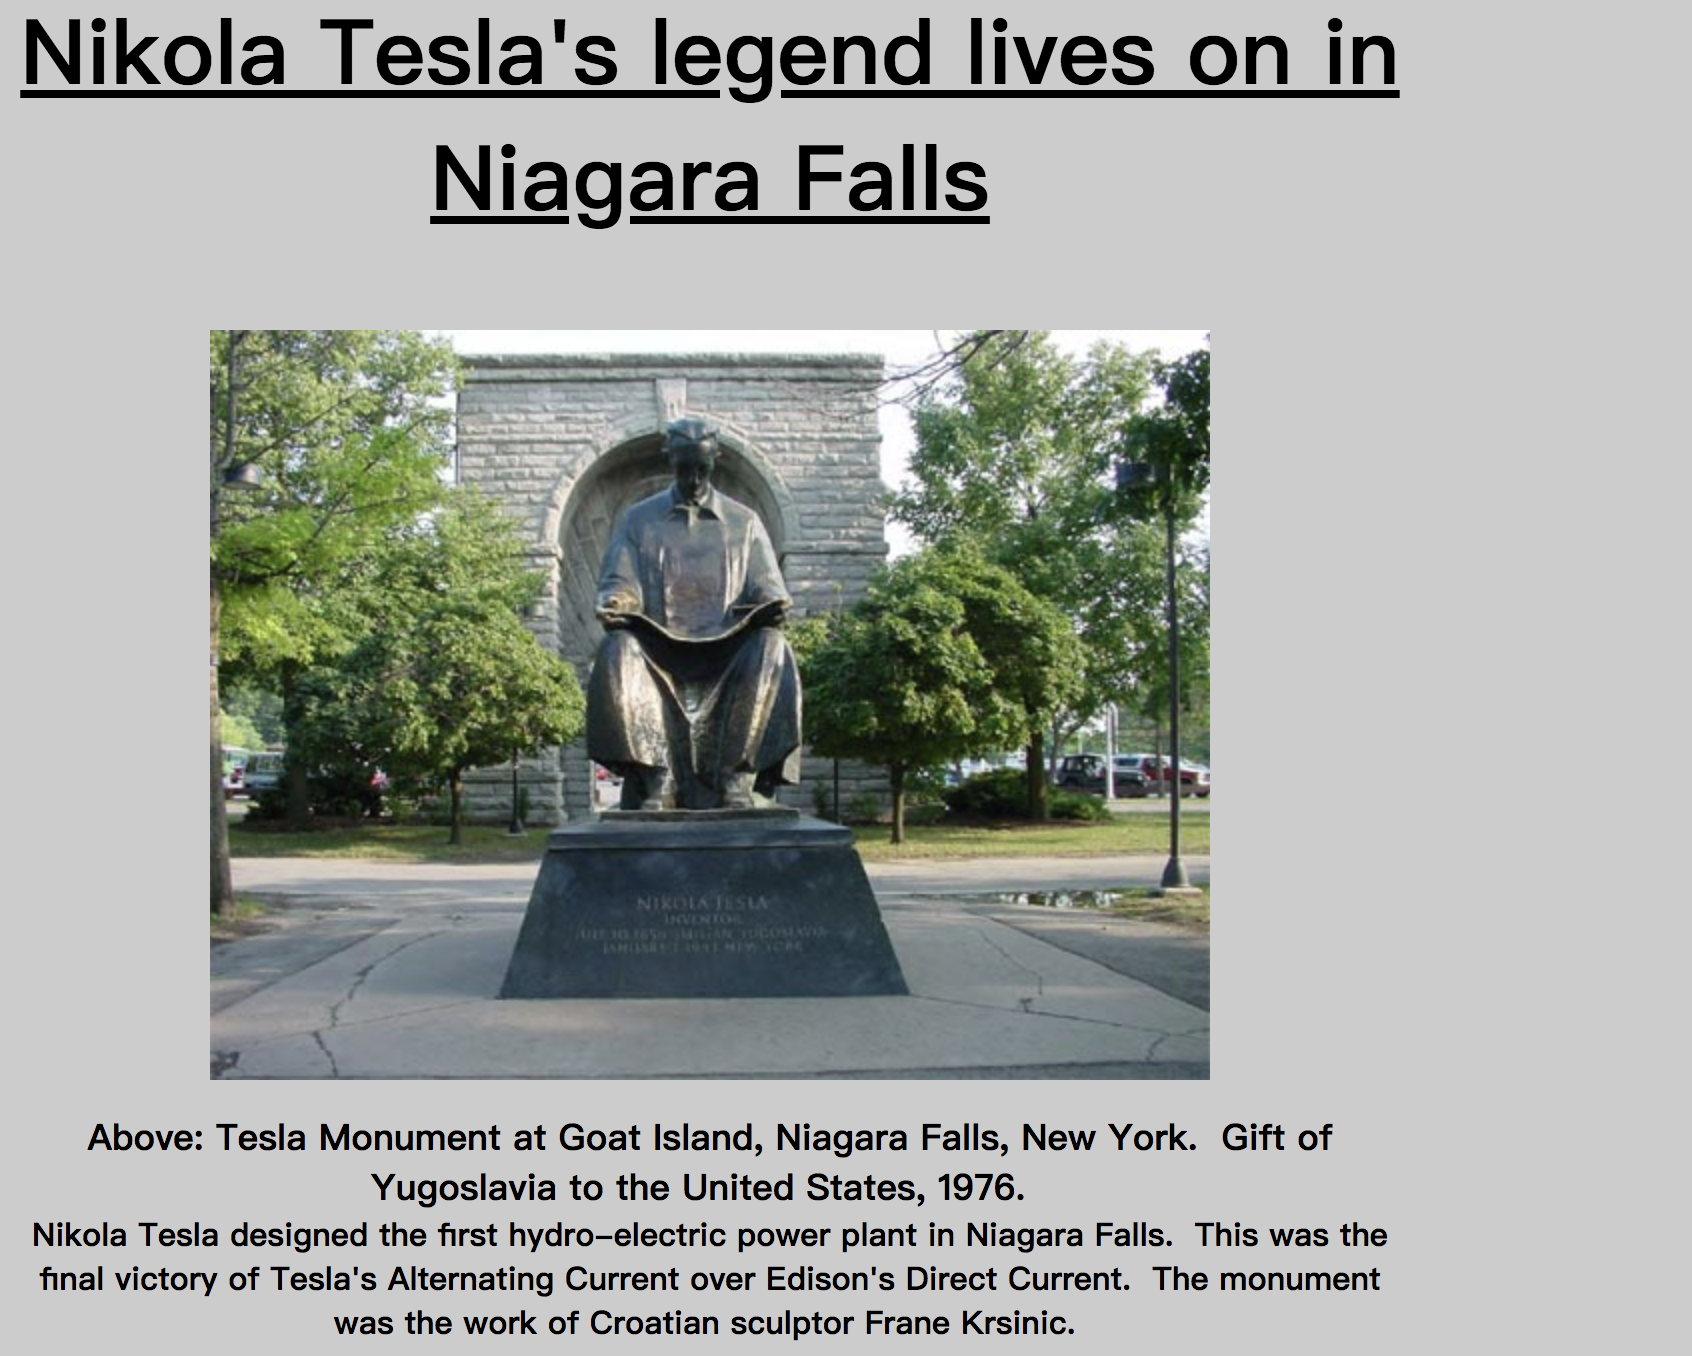 Nikola Tesla's legend lives on in
Niagara Falls
NIKOLA TESLA
INVENTOR
Above: Tesla Monument at Goat Island, Niagara Falls, New York.  Gift of
Yugoslavia to the United States, 1976.
Nikola Tesla designed the first hydro-electric power plant in Niagara Falls.  This was the
final victory of Tesla's Alternating Current over Edison's Direct Current.  The monument
was the work of Croatian sculptor Frane Krsinic.